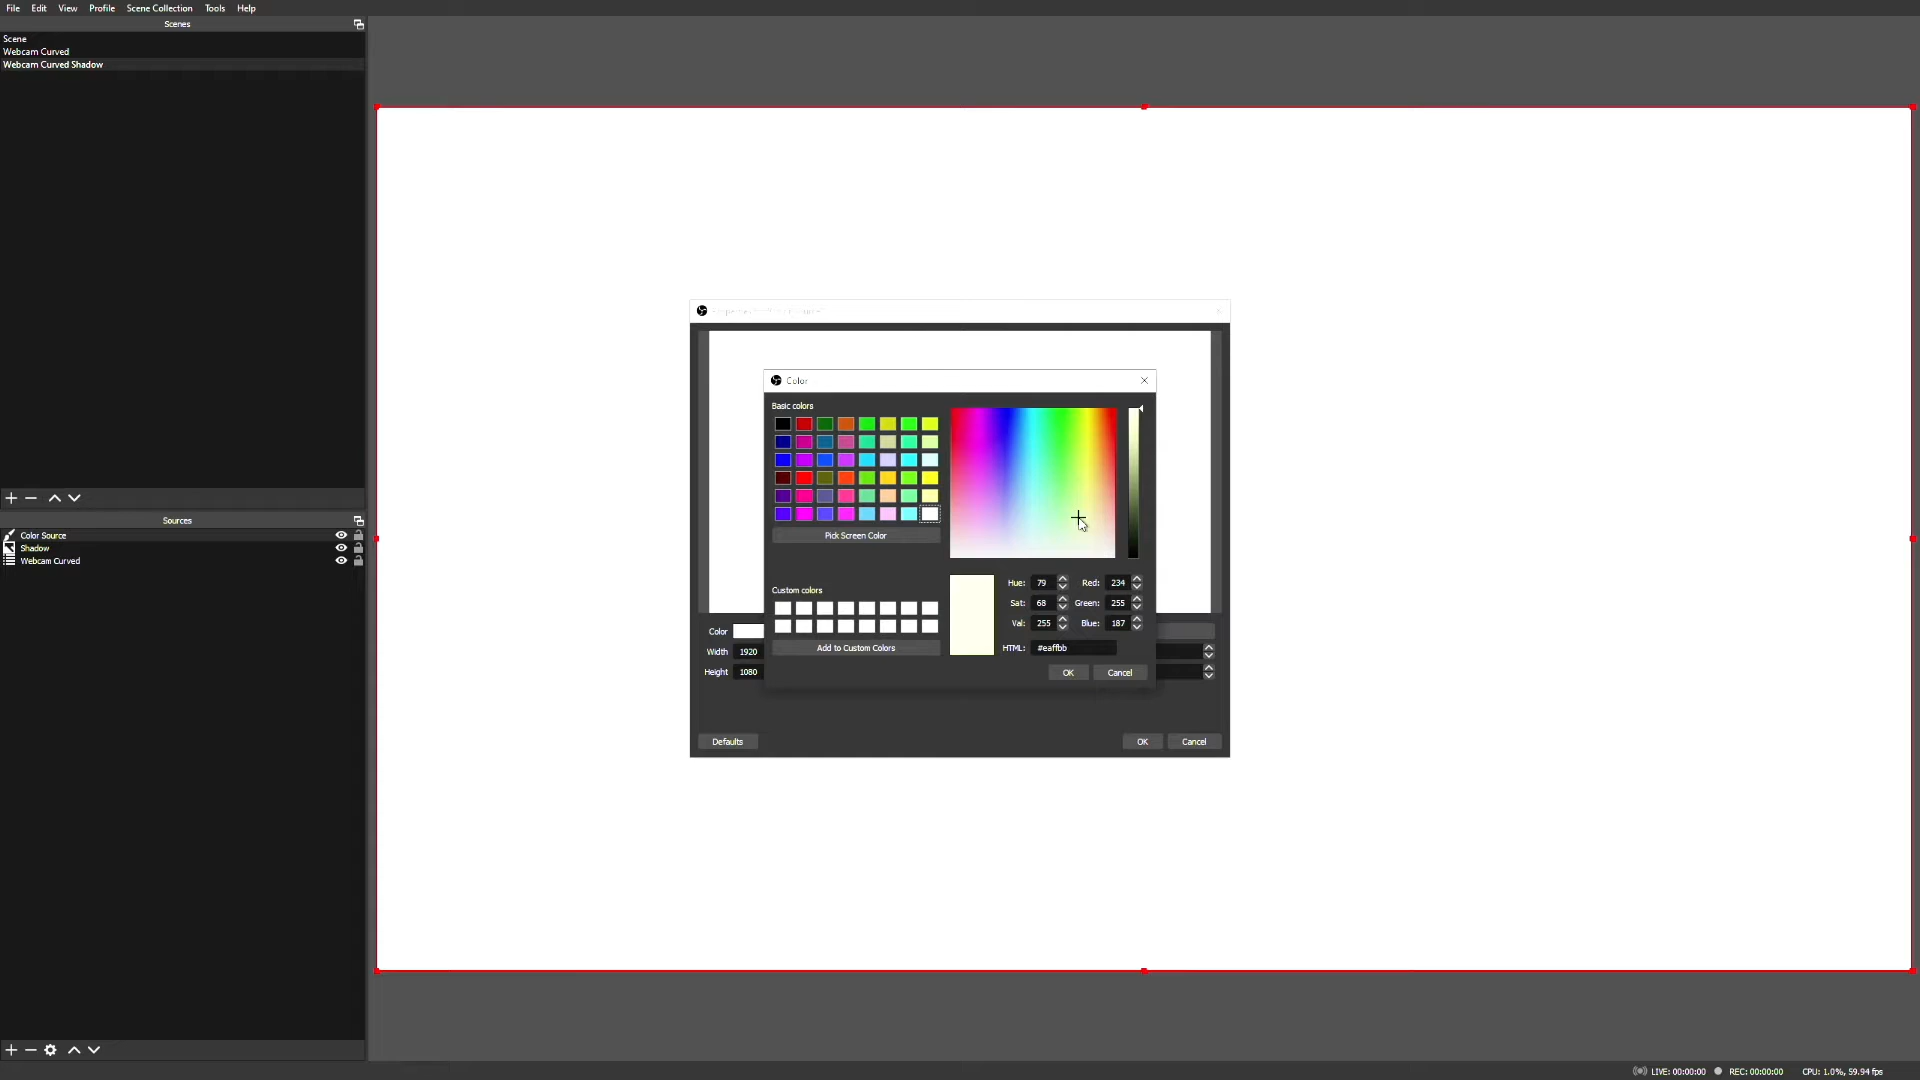 File Edit View Profile Scene Collection Tools Help
Scenes
Scene
Webcam Curved
Webcam Curved Shadow
Sources
Color Source
Shadow
Webcam Curved
Color
Basic colors
Pick Screen Color
Custom colors
Add to Custom Colors
Hue: 79 Red: 234
Sat: 68 Green: 255
Val: 255 Blue: 187
HTML: #eaffbb
OK Cancel
Color
Width 1920
Height 1080
Defaults OK Cancel
LIVE: 00:00:00 REC: 00:00:00 CPU: 1.0%, 59.94 fps